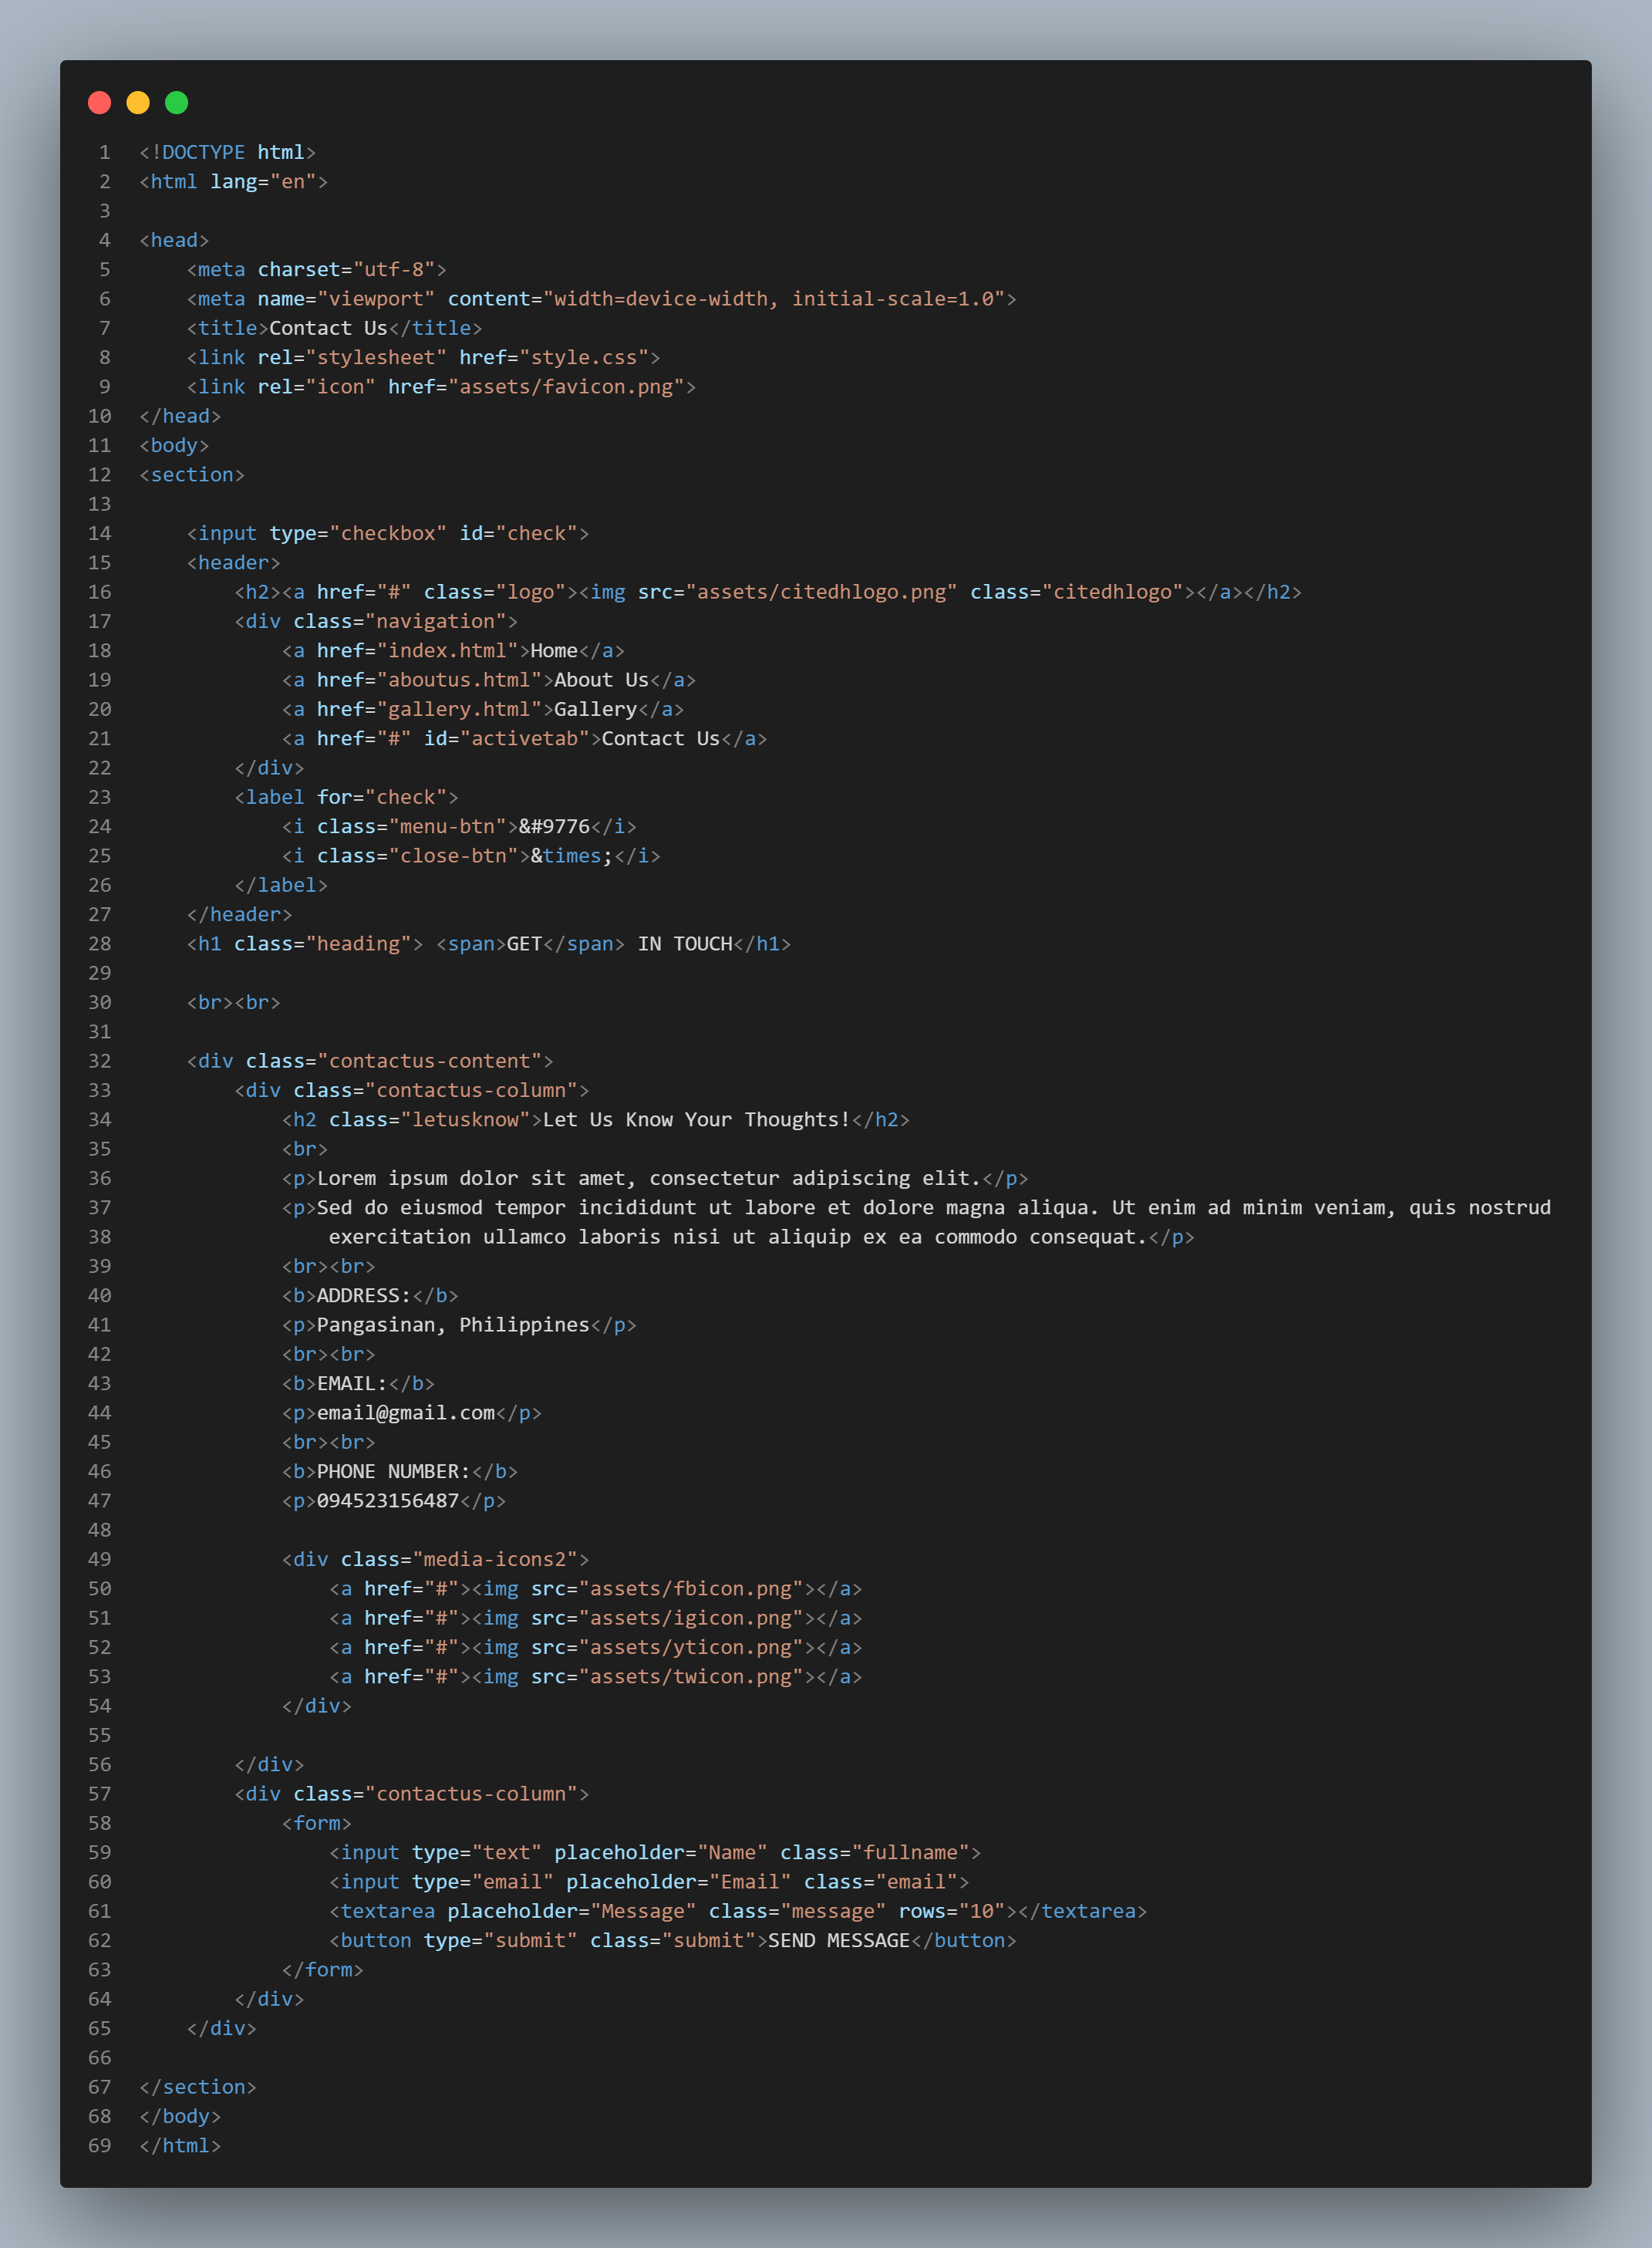 1 <!DOCTYPE html>
2 <html lang="en">
3
4 <head>
5     <meta charset="utf-8">
6     <meta name="viewport" content="width=device-width, initial-scale=1.0">
7     <title>Contact Us</title>
8     <link rel="stylesheet" href="style.css">
9     <link rel="icon" href="assets/favicon.png">
10 </head>
11 <body>
12 <section>
13
14     <input type="checkbox" id="check">
15     <header>
16         <h2><a href="#" class="logo"><img src="assets/citedhlogo.png" class="citedhlogo"></a></h2>
17         <div class="navigation">
18             <a href="index.html">Home</a>
19             <a href="aboutus.html">About Us</a>
20             <a href="gallery.html">Gallery</a>
21             <a href="#" id="activetab">Contact Us</a>
22         </div>
23         <label for="check">
24             <i class="menu-btn">&#9776</i>
25             <i class="close-btn">&times;</i>
26         </label>
27     </header>
28     <h1 class="heading"> <span>GET</span> IN TOUCH</h1>
29
30     <br><br>
31
32     <div class="contactus-content">
33         <div class="contactus-column">
34             <h2 class="letusknow">Let Us Know Your Thoughts!</h2>
35             <br>
36             <p>Lorem ipsum dolor sit amet, consectetur adipiscing elit.</p>
37             <p>Sed do eiusmod tempor incididunt ut labore et dolore magna aliqua. Ut enim ad minim veniam, quis nostrud
38                 exercitation ullamco laboris nisi ut aliquip ex ea commodo consequat.</p>
39             <br><br>
40             <b>ADDRESS:</b>
41             <p>Pangasinan, Philippines</p>
42             <br><br>
43             <b>EMAIL:</b>
44             <p>email@gmail.com</p>
45             <br><br>
46             <b>PHONE NUMBER:</b>
47             <p>094523156487</p>
48
49             <div class="media-icons2">
50                 <a href="#"><img src="assets/fbicon.png"></a>
51                 <a href="#"><img src="assets/igicon.png"></a>
52                 <a href="#"><img src="assets/yticon.png"></a>
53                 <a href="#"><img src="assets/twicon.png"></a>
54             </div>
55
56         </div>
57         <div class="contactus-column">
58             <form>
59                 <input type="text" placeholder="Name" class="fullname">
60                 <input type="email" placeholder="Email" class="email">
61                 <textarea placeholder="Message" class="message" rows="10"></textarea>
62                 <button type="submit" class="submit">SEND MESSAGE</button>
63             </form>
64         </div>
65     </div>
66
67 </section>
68 </body>
69 </html>